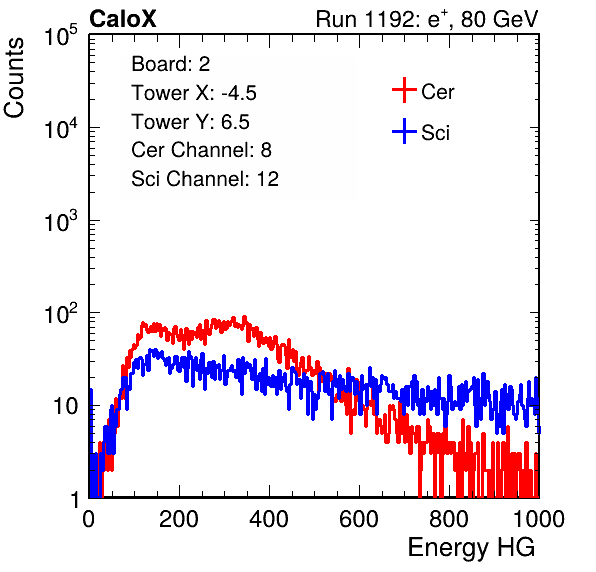 CaloX Run 1192: e⁺, 80 GeV
Counts
Board: 2
Tower X: -4.5
Tower Y: 6.5
Cer Channel: 8
Sci Channel: 12
Cer
Sci
10⁵
10⁴
10³
10²
10
1
0 200 400 600 800 1000
Energy HG